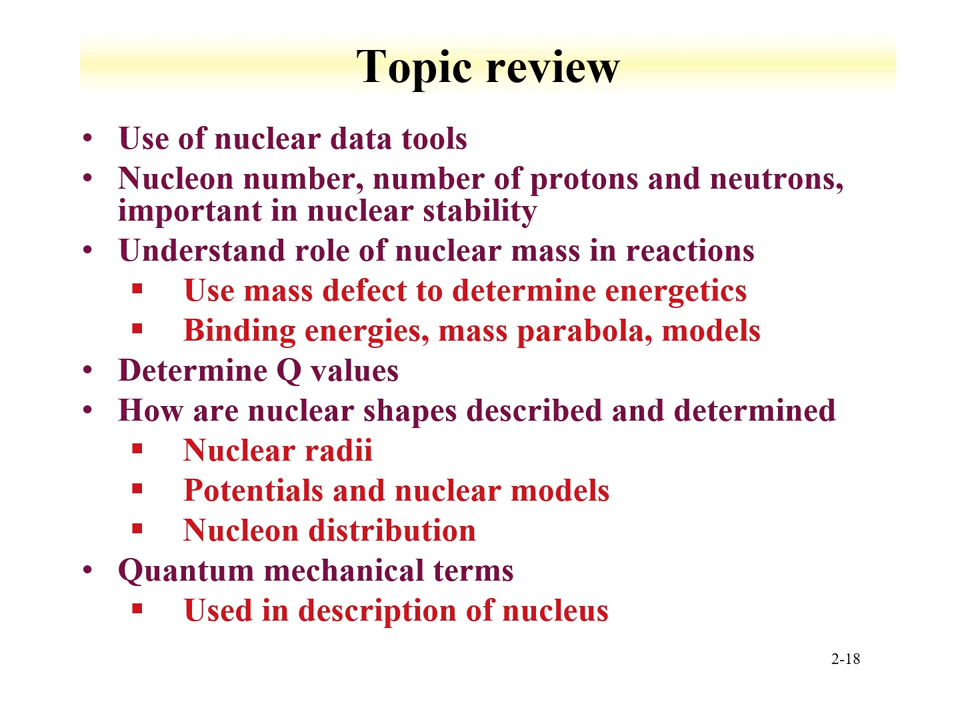 Topic review
• Use of nuclear data tools
• Nucleon number, number of protons and neutrons,
important in nuclear stability
• Understand role of nuclear mass in reactions
▪ Use mass defect to determine energetics
▪ Binding energies, mass parabola, models
• Determine Q values
• How are nuclear shapes described and determined
▪ Nuclear radii
▪ Potentials and nuclear models
▪ Nucleon distribution
• Quantum mechanical terms
▪ Used in description of nucleus
2-18